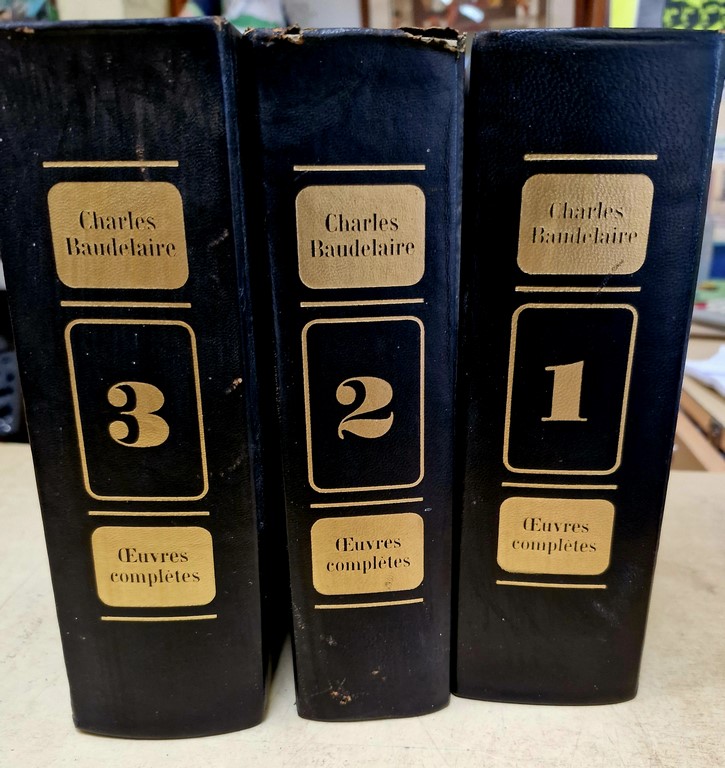 Charles
Baudelaire
3
Œuvres
complètes
Charles
Baudelaire
2
Œuvres
complètes
Charles
Baudelaire
1
Œuvres
complètes